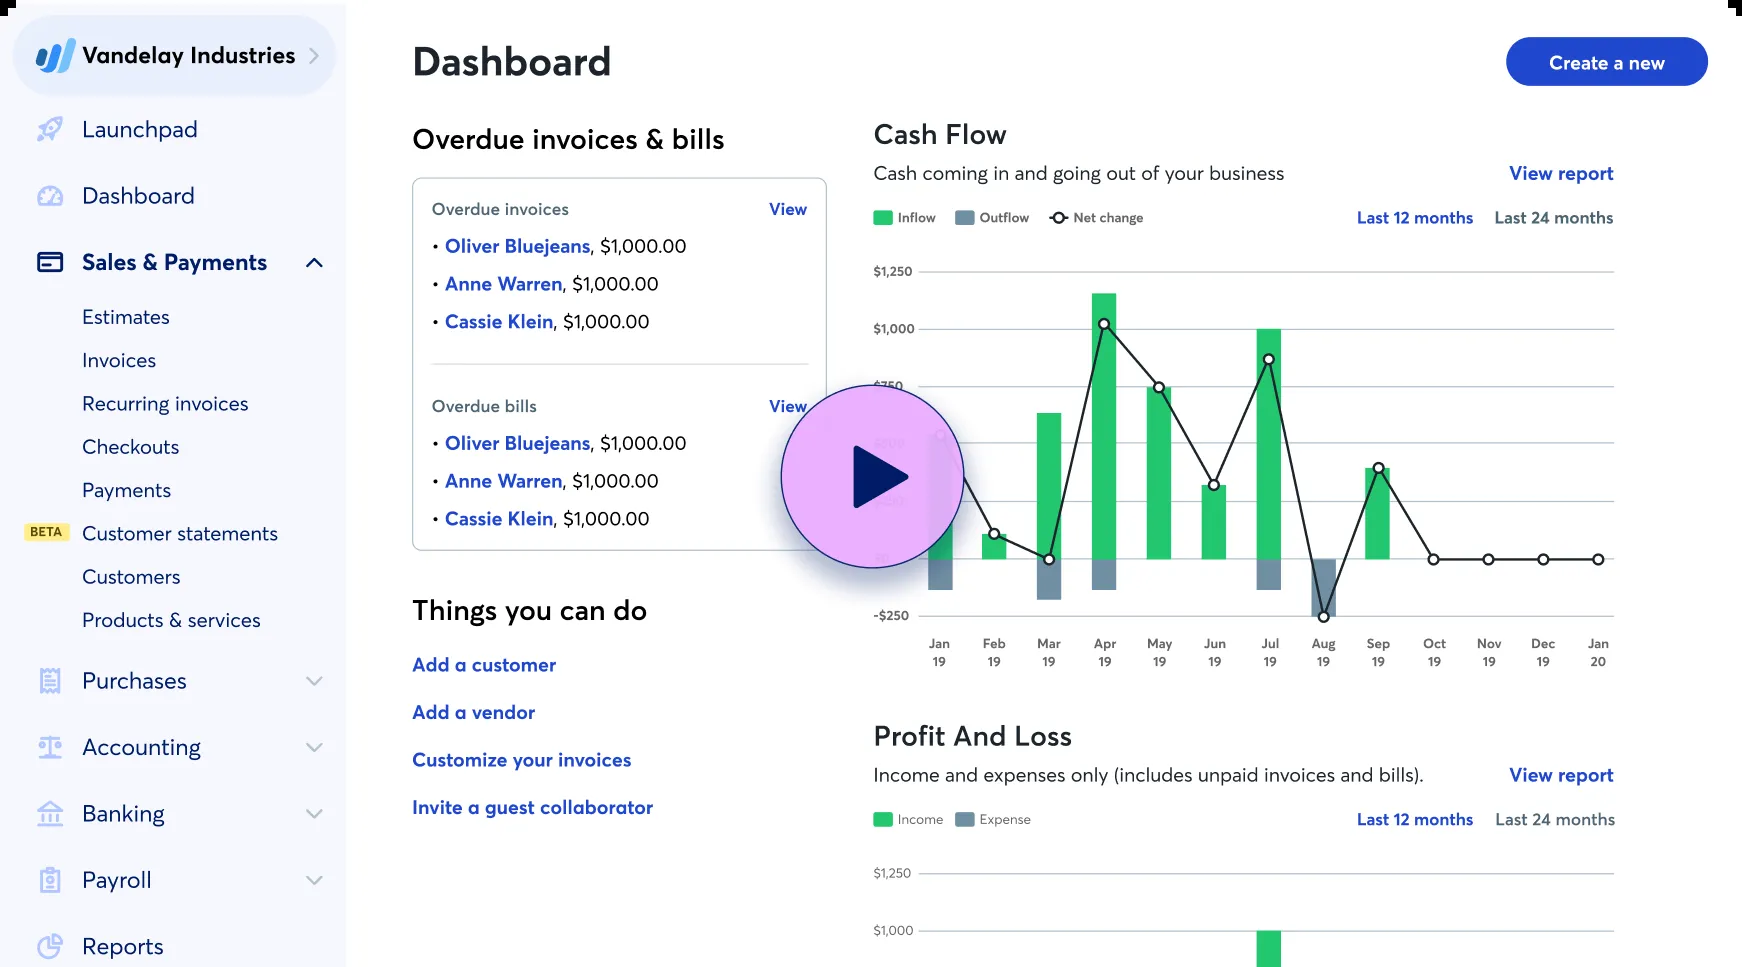 Vandelay Industries
Launchpad
Dashboard
Sales & Payments
Estimates
Invoices
Recurring invoices
Checkouts
Payments
BETA Customer statements
Customers
Products & services
Purchases
Accounting
Banking
Payroll
Reports
Dashboard
Create a new
Overdue invoices & bills
Overdue invoices View
• Oliver Bluejeans, $1,000.00
• Anne Warren, $1,000.00
• Cassie Klein, $1,000.00
Overdue bills View
• Oliver Bluejeans, $1,000.00
• Anne Warren, $1,000.00
• Cassie Klein, $1,000.00
Things you can do
Add a customer
Add a vendor
Customize your invoices
Invite a guest collaborator
Cash Flow
Cash coming in and going out of your business View report
Inflow Outflow Net change Last 12 months Last 24 months
$1,250
$1,000
$750
-$250
Jan Feb Mar Apr May Jun Jul Aug Sep Oct Nov Dec Jan
19 19 19 19 19 19 19 19 19 19 19 19 20
Profit And Loss
Income and expenses only (includes unpaid invoices and bills). View report
Income Expense Last 12 months Last 24 months
$1,250
$1,000